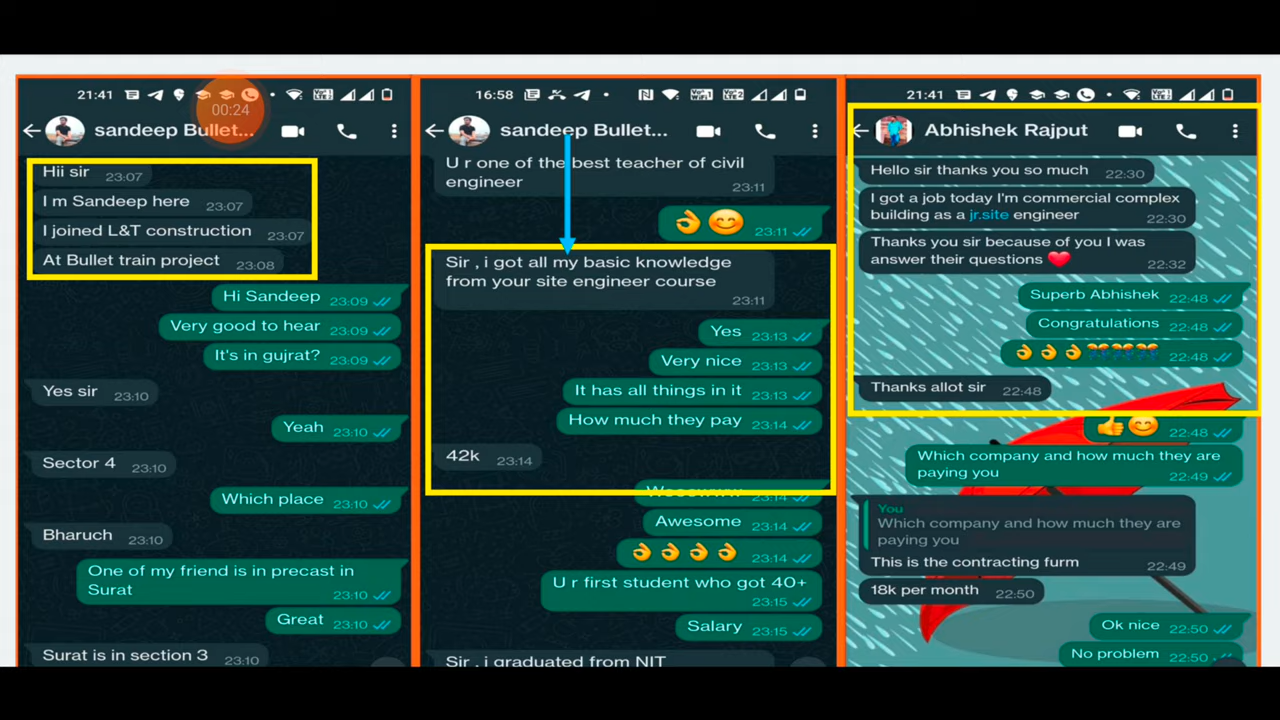 21:41
00:24
sandeep Bullet...
Hii sir 23:07
I m Sandeep here 23:07
I joined L&T construction 23:07
At Bullet train project 23:08
Hi Sandeep 23:09
Very good to hear 23:09
It's in gujrat? 23:09
Yes sir 23:10
Yeah 23:10
Sector 4 23:10
Which place 23:10
Bharuch 23:10
One of my friend is in precast in
Surat 23:10
Great 23:10
Surat is in section 3 23:10
16:58
sandeep Bullet...
U r one of the best teacher of civil
engineer 23:11
👌😊 23:11
Sir , i got all my basic knowledge
from your site engineer course
23:11
Yes 23:13
Very nice 23:13
It has all things in it 23:13
How much they pay 23:14
42k 23:14
23:14
Awesome 23:14
👌👌👌👌 23:14
U r first student who got 40+
23:15
Salary 23:15
Sir , i graduated from NIT
21:41
Abhishek Rajput
Hello sir thanks you so much 22:30
I got a job today I'm commercial complex
building as a jr.site engineer 22:30
Thanks you sir because of you I was
answer their questions ❤️ 22:32
Superb Abhishek 22:48
Congratulations 22:48
👌👌👌 22:48
Thanks allot sir 22:48
👍😊 22:48
Which company and how much they are
paying you 22:49
You
Which company and how much they are
paying you
This is the contracting furm 22:49
18k per month 22:50
Ok nice 22:50
No problem 22:50